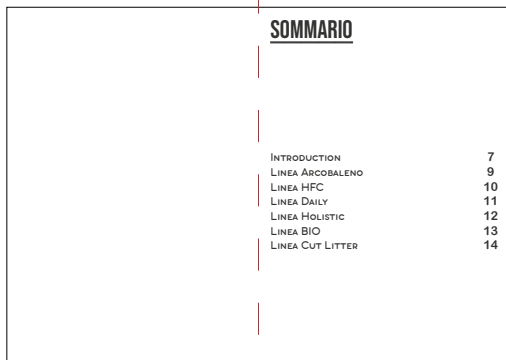 SOMMARIO
Introduction 7
Linea Arcobaleno 9
Linea HFC 10
Linea Daily 11
Linea Holistic 12
Linea BIO 13
Linea Cut Litter 14